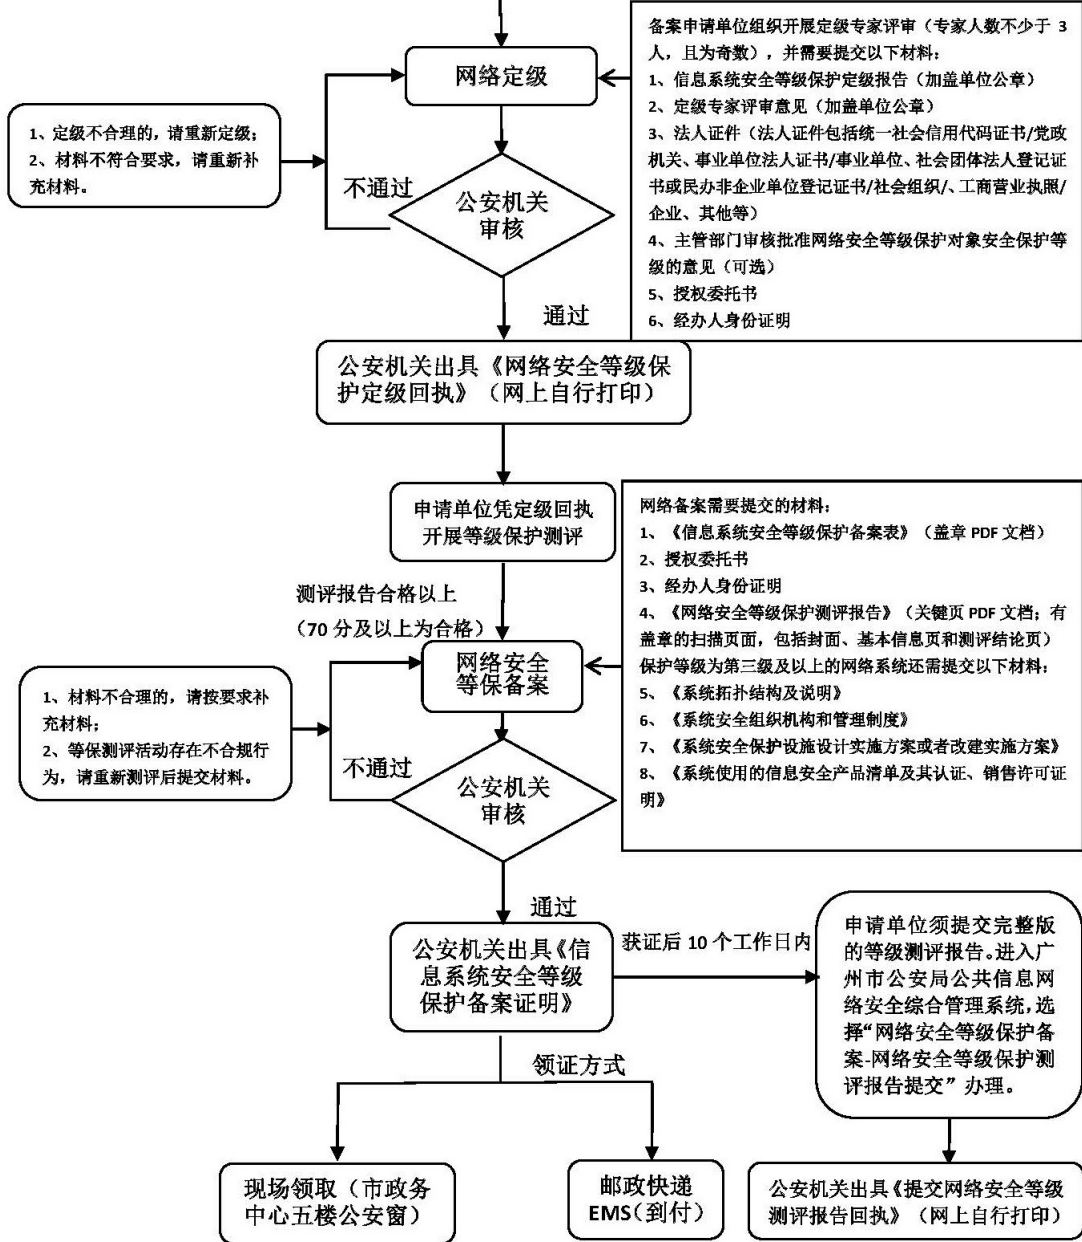 备案申请单位组织开展定级专家评审（专家人数不少于 3
人，且为奇数），并需要提交以下材料：
1、信息系统安全等级保护定级报告（加盖单位公章）
2、定级专家评审意见（加盖单位公章）
3、法人证件（法人证件包括统一社会信用代码证书/党政
机关、事业单位法人证书/事业单位、社会团体法人登记证
书或民办非企业单位登记证书/社会组织/、工商营业执照/
企业、其他等）
4、主管部门审核批准网络安全等级保护对象安全保护等
级的意见（可选）
5、授权委托书
6、经办人身份证明
网络定级
1、定级不合理的，请重新定级；
2、材料不符合要求，请重新补
充材料。
不通过
公安机关
审核
通过
公安机关出具《网络安全等级保
护定级回执》（网上自行打印）
申请单位凭定级回执
开展等级保护测评
网络备案需要提交的材料：
1、《信息系统安全等级保护备案表》（盖章 PDF 文档）
2、授权委托书
3、经办人身份证明
4、《网络安全等级保护测评报告》（关键页 PDF 文档；有
盖章的扫描页面，包括封面、基本信息页和测评结论页）
保护等级为第三级及以上的网络系统还需提交以下材料：
5、《系统拓扑结构及说明》
6、《系统安全组织机构和管理制度》
7、《系统安全保护设施设计实施方案或者改建实施方案》
8、《系统使用的信息安全产品清单及其认证、销售许可证
明》
测评报告合格以上
（70 分及以上为合格）
网络安全
等保备案
1、材料不合理的，请按要求补
充材料；
2、等保测评活动存在不合规行
为，请重新测评后提交材料。
不通过
公安机关
审核
通过
公安机关出具《信
息系统安全等级
保护备案证明》
获证后 10 个工作日内
申请单位须提交完整版
的等级测评报告。进入广
州市公安局公共信息网
络安全综合管理系统，选
择“网络安全等级保护备
案-网络安全等级保护测
评报告提交”办理。
领证方式
现场领取（市政务
中心五楼公安窗）
邮政快递
EMS（到付）
公安机关出具《提交网络安全等级
测评报告回执》（网上自行打印）